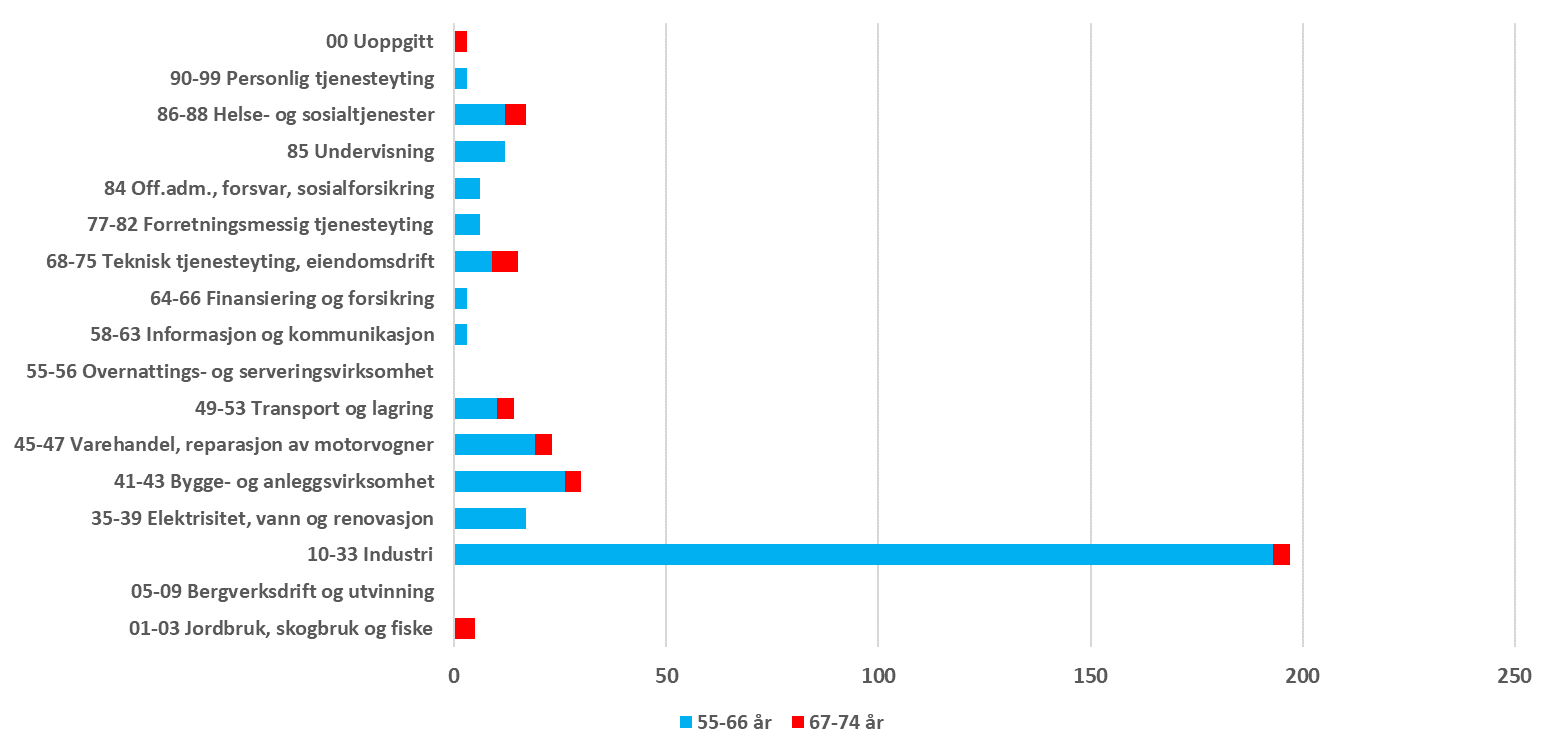 00 Uoppgitt
90-99 Personlig tjenesteyting
86-88 Helse- og sosialtjenester
85 Undervisning
84 Off.adm., forsvar, sosialforsikring
77-82 Forretningsmessig tjenesteyting
68-75 Teknisk tjenesteyting, eiendomsdrift
64-66 Finansiering og forsikring
58-63 Informasjon og kommunikasjon
55-56 Overnattings- og serveringsvirksomhet
49-53 Transport og lagring
45-47 Varehandel, reparasjon av motorvogner
41-43 Bygge- og anleggsvirksomhet
35-39 Elektrisitet, vann og renovasjon
10-33 Industri
05-09 Bergverksdrift og utvinning
01-03 Jordbruk, skogbruk og fiske
0 50 100 150 200 250
55-66 år 67-74 år